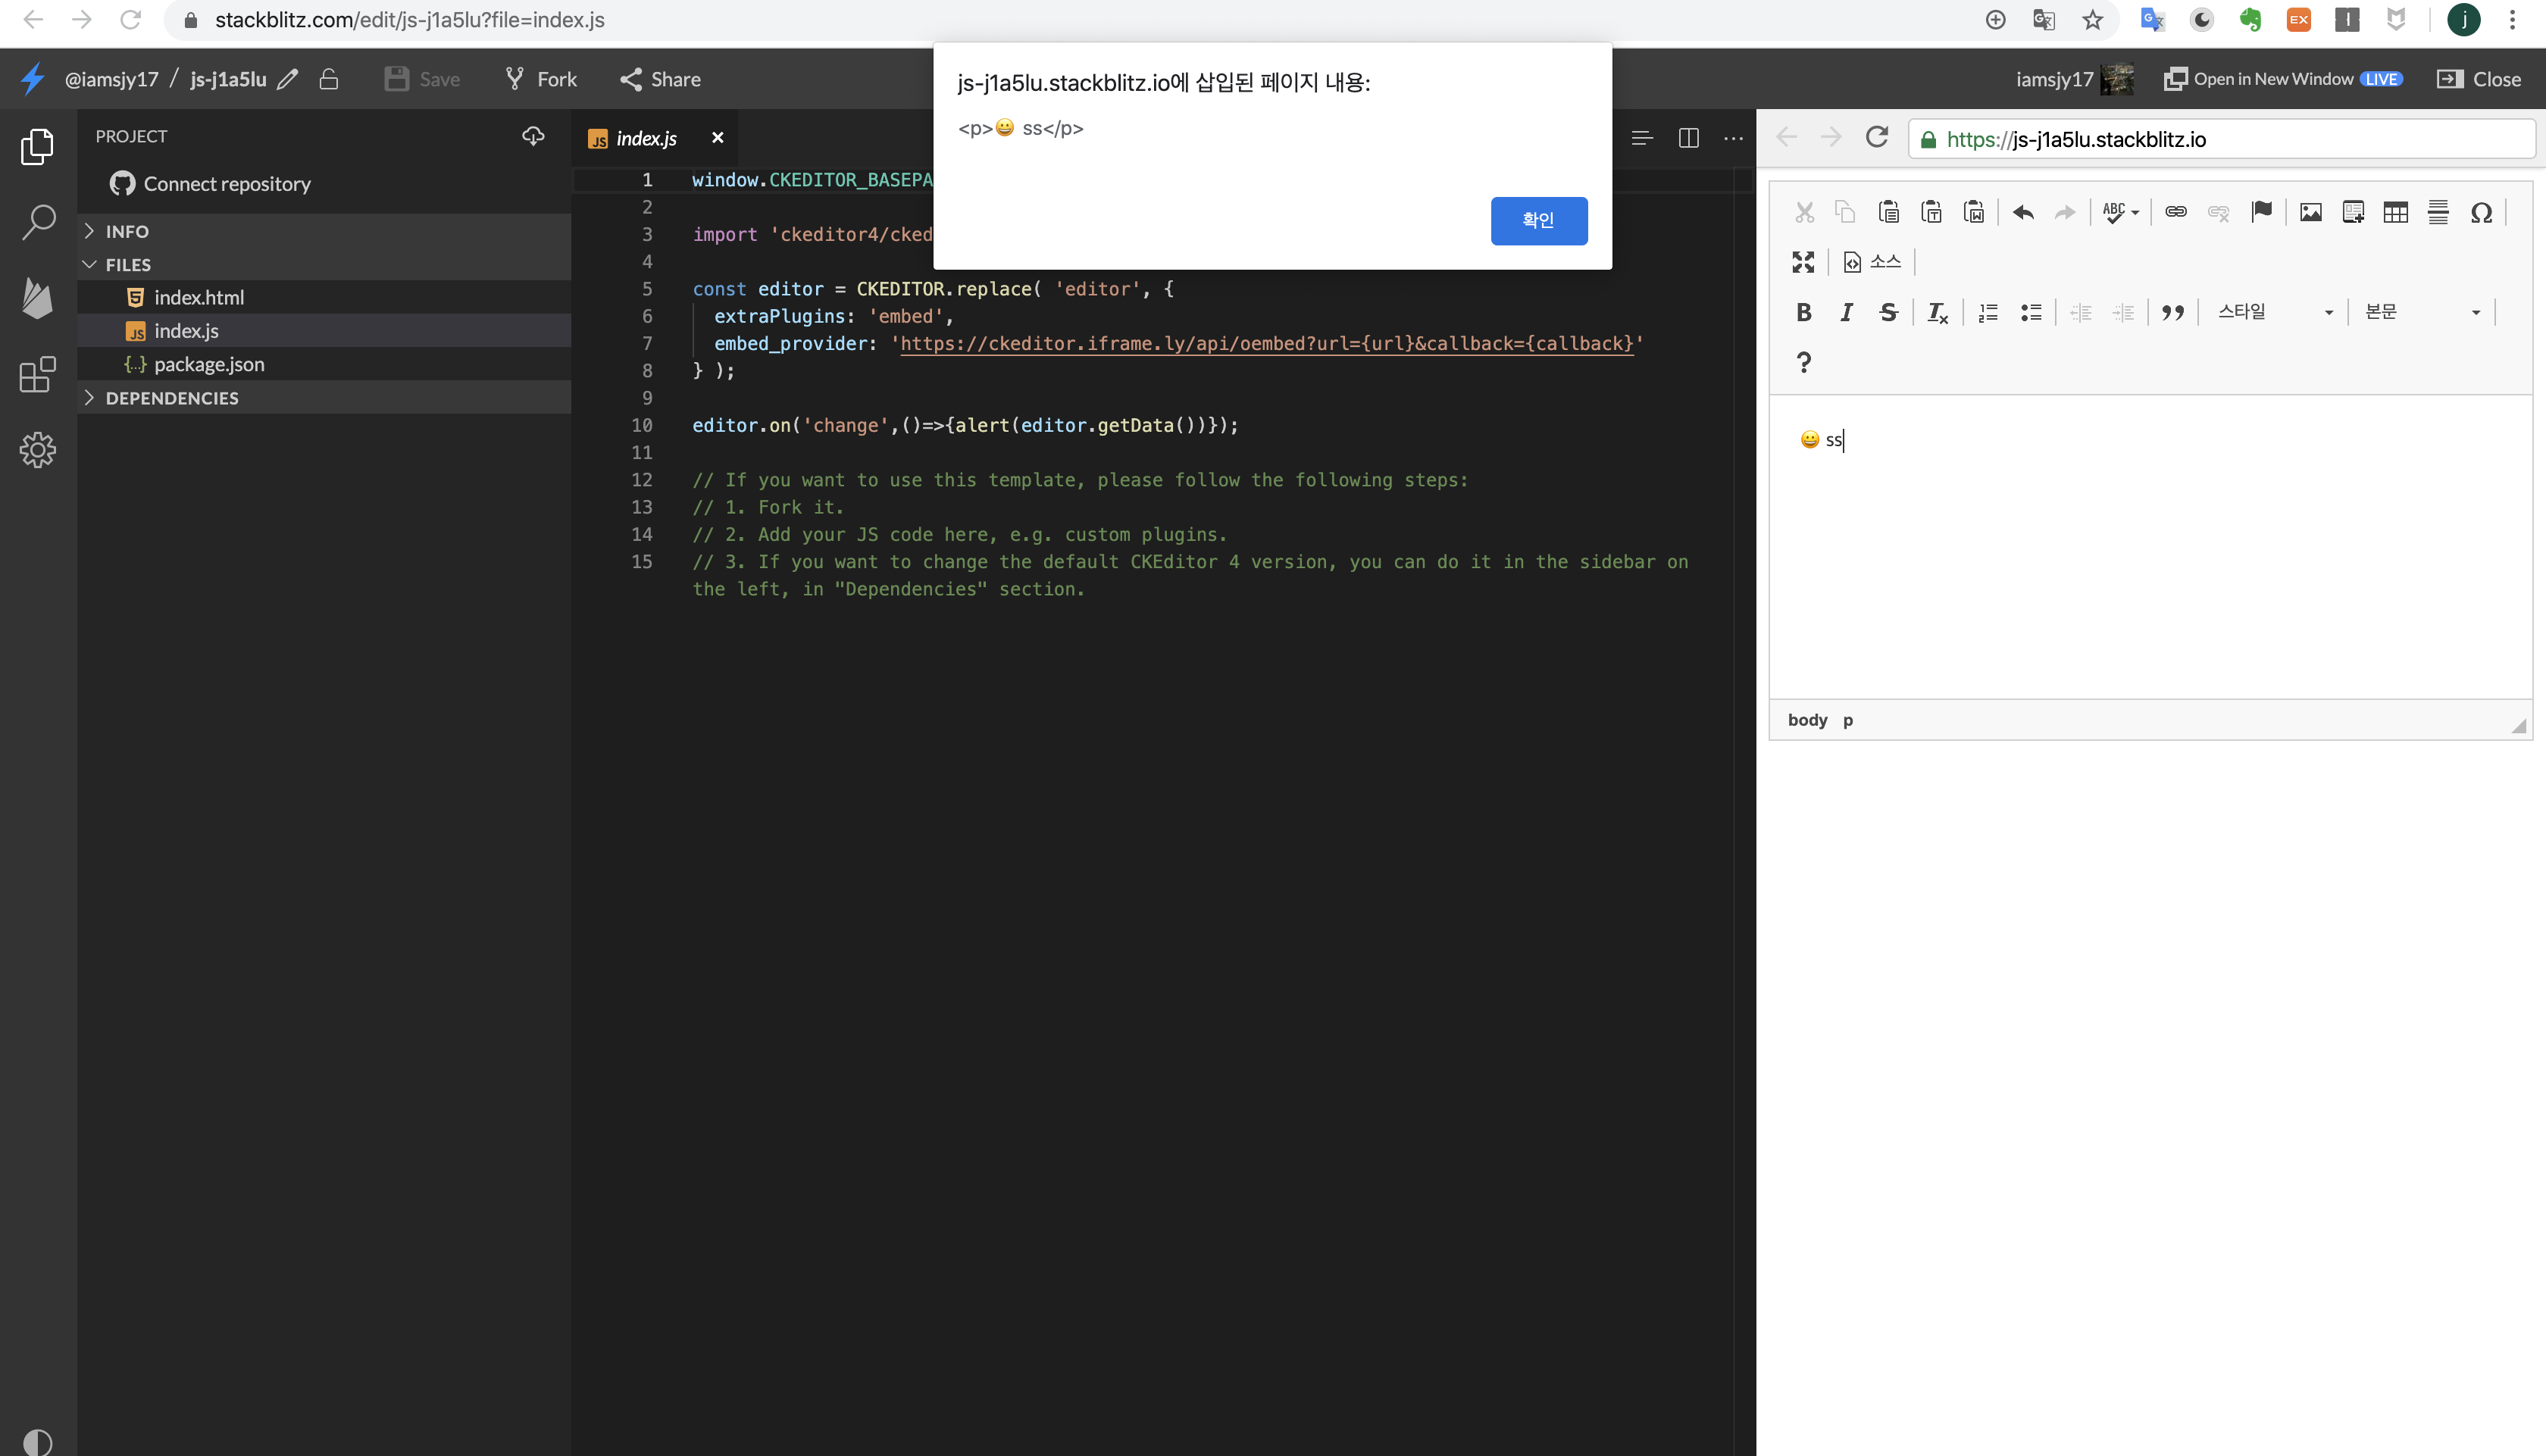 stackblitz.com/edit/js-j1a5lu?file=index.js
EX
j
@iamsjy17 / js-j1a5lu
Save
Fork
Share
iamsjy17
Open in New Window LIVE
Close
js-j1a5lu.stackblitz.io에 삽입된 페이지 내용:
<p>😀 ss</p>
확인
PROJECT
Connect repository
INFO
FILES
index.html
JS index.js
{..} package.json
DEPENDENCIES
JS index.js
1 window.CKEDITOR_BASEPA
2
3 import 'ckeditor4/cked
4
5 const editor = CKEDITOR.replace( 'editor', {
6 extraPlugins: 'embed',
7 embed_provider: 'https://ckeditor.iframe.ly/api/oembed?url={url}&callback={callback}'
8 } );
9
10 editor.on('change',()=>{alert(editor.getData())});
11
12 // If you want to use this template, please follow the following steps:
13 // 1. Fork it.
14 // 2. Add your JS code here, e.g. custom plugins.
15 // 3. If you want to change the default CKEditor 4 version, you can do it in the sidebar on
the left, in "Dependencies" section.
https://js-j1a5lu.stackblitz.io
ABC
Ω
소스
B I S Ix
스타일
본문
?
😀 ss
body p